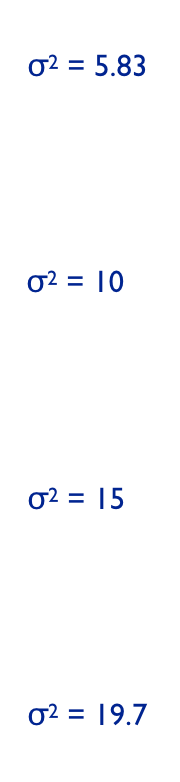 σ² = 5.83
σ² = 10
σ² = 15
σ² = 19.7